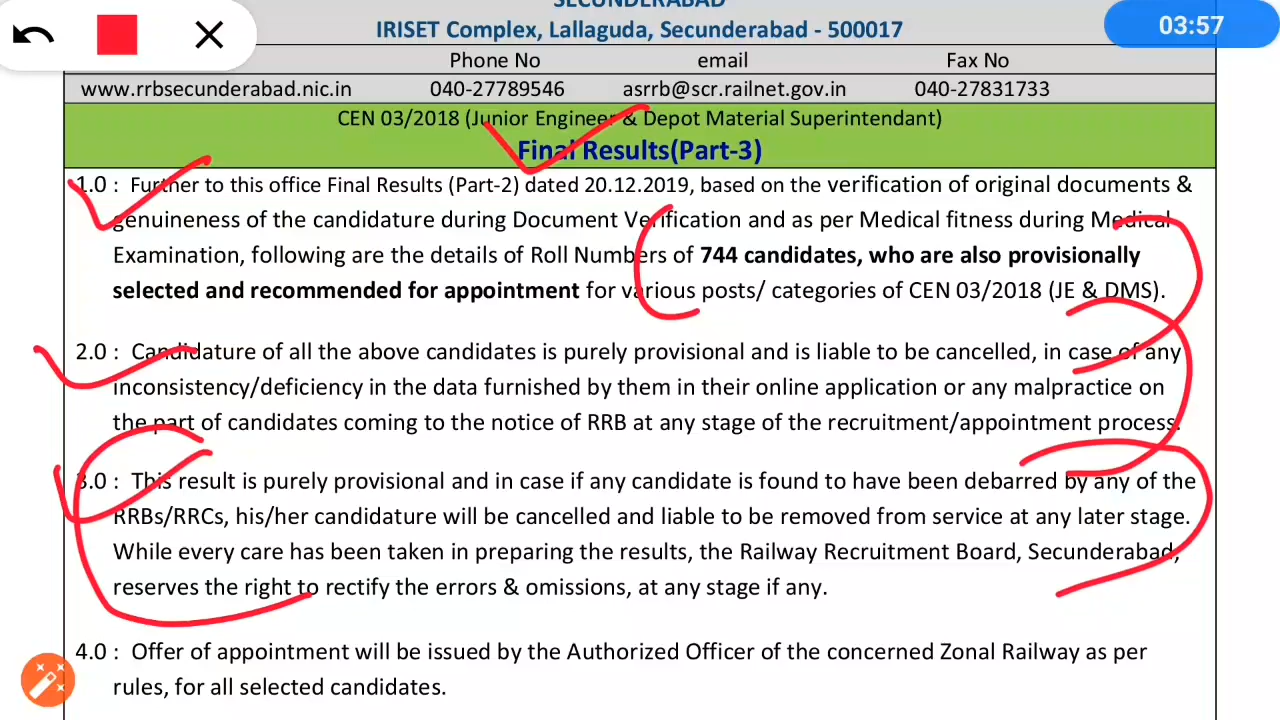 SECUNDERABAD
IRISET Complex, Lallaguda, Secunderabad - 500017
03:57
Phone No email Fax No
www.rrbsecunderabad.nic.in 040-27789546 asrrb@scr.railnet.gov.in 040-27831733
CEN 03/2018 (Junior Engineer & Depot Material Superintendant)
Final Results(Part-3)
1.0 : Further to this office Final Results (Part-2) dated 20.12.2019, based on the verification of original documents &
genuineness of the candidature during Document Verification and as per Medical fitness during Medical
Examination, following are the details of Roll Numbers of 744 candidates, who are also provisionally
selected and recommended for appointment for various posts/ categories of CEN 03/2018 (JE & DMS).
2.0 : Candidature of all the above candidates is purely provisional and is liable to be cancelled, in case of any
inconsistency/deficiency in the data furnished by them in their online application or any malpractice on
the part of candidates coming to the notice of RRB at any stage of the recruitment/appointment process.
3.0 : This result is purely provisional and in case if any candidate is found to have been debarred by any of the
RRBs/RRCs, his/her candidature will be cancelled and liable to be removed from service at any later stage.
While every care has been taken in preparing the results, the Railway Recruitment Board, Secunderabad,
reserves the right to rectify the errors & omissions, at any stage if any.
4.0 : Offer of appointment will be issued by the Authorized Officer of the concerned Zonal Railway as per
rules, for all selected candidates.